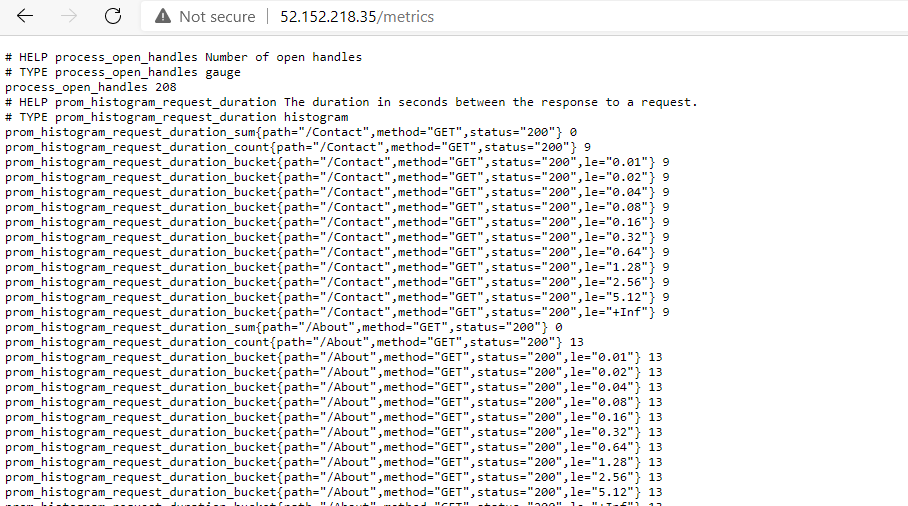 Not secure | 52.152.218.35/metrics
# HELP process_open_handles Number of open handles
# TYPE process_open_handles gauge
process_open_handles 208
# HELP prom_histogram_request_duration The duration in seconds between the response to a request.
# TYPE prom_histogram_request_duration histogram
prom_histogram_request_duration_sum{path="/Contact",method="GET",status="200"} 0
prom_histogram_request_duration_count{path="/Contact",method="GET",status="200"} 9
prom_histogram_request_duration_bucket{path="/Contact",method="GET",status="200",le="0.01"} 9
prom_histogram_request_duration_bucket{path="/Contact",method="GET",status="200",le="0.02"} 9
prom_histogram_request_duration_bucket{path="/Contact",method="GET",status="200",le="0.04"} 9
prom_histogram_request_duration_bucket{path="/Contact",method="GET",status="200",le="0.08"} 9
prom_histogram_request_duration_bucket{path="/Contact",method="GET",status="200",le="0.16"} 9
prom_histogram_request_duration_bucket{path="/Contact",method="GET",status="200",le="0.32"} 9
prom_histogram_request_duration_bucket{path="/Contact",method="GET",status="200",le="0.64"} 9
prom_histogram_request_duration_bucket{path="/Contact",method="GET",status="200",le="1.28"} 9
prom_histogram_request_duration_bucket{path="/Contact",method="GET",status="200",le="2.56"} 9
prom_histogram_request_duration_bucket{path="/Contact",method="GET",status="200",le="5.12"} 9
prom_histogram_request_duration_bucket{path="/Contact",method="GET",status="200",le="+Inf"} 9
prom_histogram_request_duration_sum{path="/About",method="GET",status="200"} 0
prom_histogram_request_duration_count{path="/About",method="GET",status="200"} 13
prom_histogram_request_duration_bucket{path="/About",method="GET",status="200",le="0.01"} 13
prom_histogram_request_duration_bucket{path="/About",method="GET",status="200",le="0.02"} 13
prom_histogram_request_duration_bucket{path="/About",method="GET",status="200",le="0.04"} 13
prom_histogram_request_duration_bucket{path="/About",method="GET",status="200",le="0.08"} 13
prom_histogram_request_duration_bucket{path="/About",method="GET",status="200",le="0.16"} 13
prom_histogram_request_duration_bucket{path="/About",method="GET",status="200",le="0.32"} 13
prom_histogram_request_duration_bucket{path="/About",method="GET",status="200",le="0.64"} 13
prom_histogram_request_duration_bucket{path="/About",method="GET",status="200",le="1.28"} 13
prom_histogram_request_duration_bucket{path="/About",method="GET",status="200",le="2.56"} 13
prom_histogram_request_duration_bucket{path="/About",method="GET",status="200",le="5.12"} 13